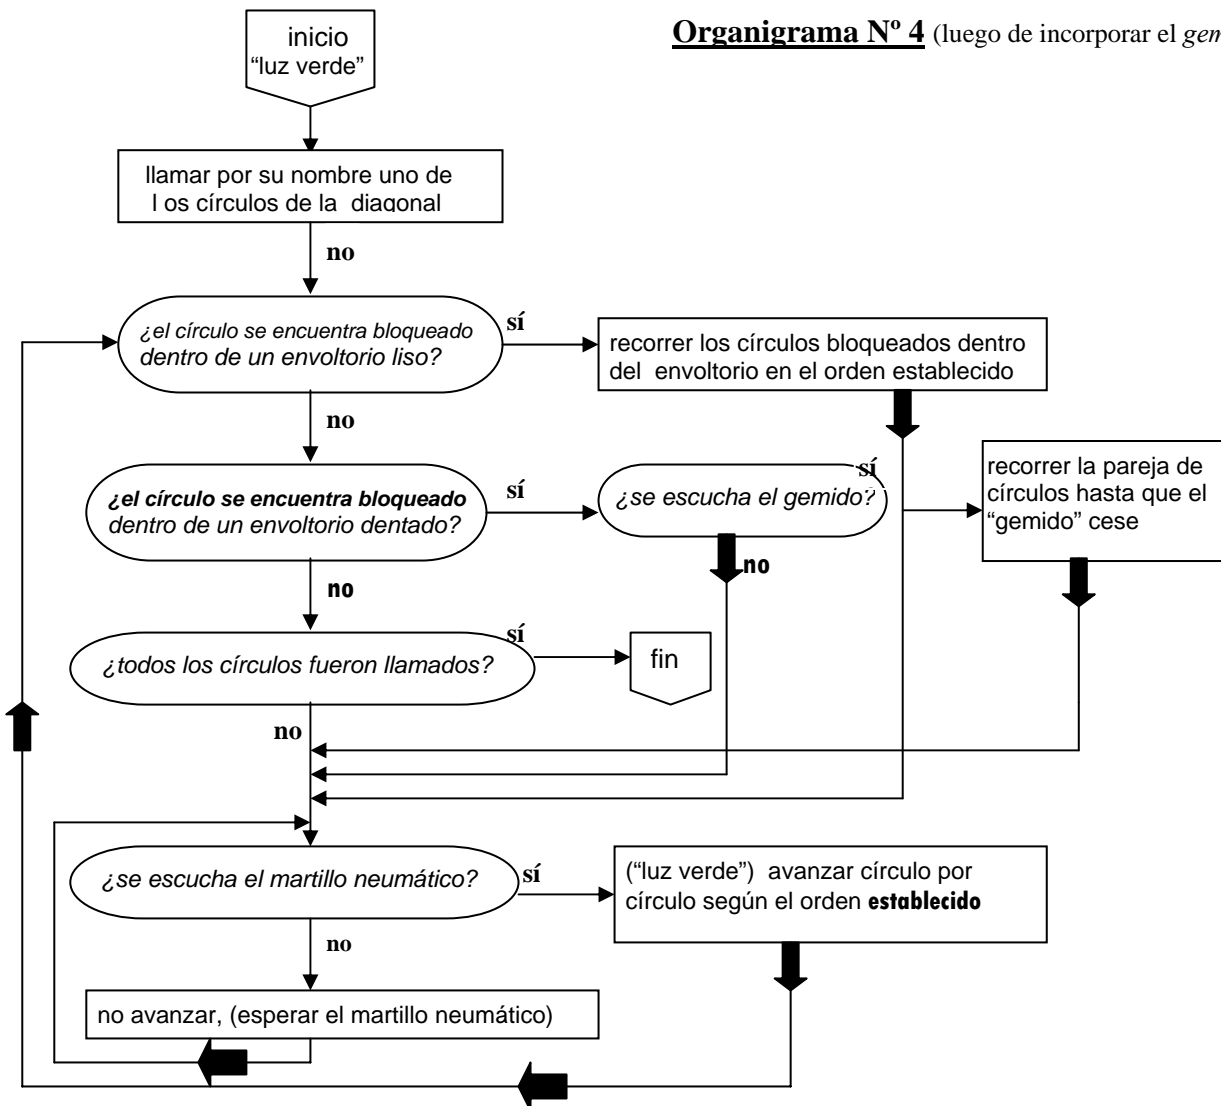 Organigrama Nº 4 (luego de incorporar el
inicio
“luz verde”
llamar por su nombre uno de
l os círculos de la diagonal
no
¿el círculo se encuentra bloqueado
dentro de un envoltorio liso?
sí
recorrer los círculos bloqueados dentro
del envoltorio en el orden establecido
no
¿el círculo se encuentra bloqueado
dentro de un envoltorio dentado?
sí
¿se escucha el gemido?
sí
recorrer la pareja de
círculos hasta que el
“gemido” cese
no
no
¿todos los círculos fueron llamados?
sí
fin
no
¿se escucha el martillo neumático?
sí
(“luz verde”) avanzar círculo por
círculo según el orden establecido
no
no avanzar, (esperar el martillo neumático)